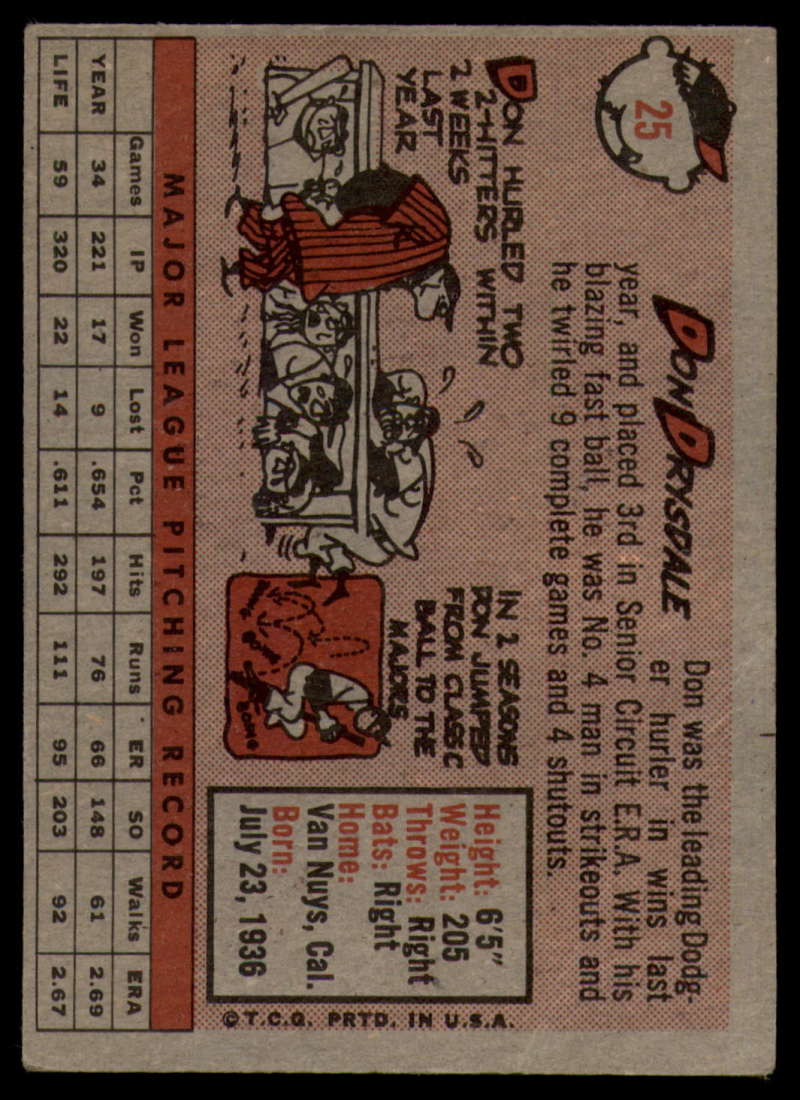 25
DON DRYSDALE
Don was the leading Dodg-
er hurler in wins last
year, and placed 3rd in Senior Circuit E.R.A. With his
blazing fast ball, he was No. 4 man in strikeouts and
he twirled 9 complete games and 4 shutouts.
DON HURLED TWO
2-HITTERS WITHIN
2 WEEKS
LAST
YEAR
IN 2 SEASONS
DON JUMPED
FROM CLASS C
BALL TO THE
MAJORS
BOING
Height: 6'5"
Weight: 205
Throws: Right
Bats: Right
Home:
Van Nuys, Cal.
Born:
July 23, 1936
© T.C.G. PRTD. IN U.S.A.
MAJOR LEAGUE PITCHING RECORD
Games IP Won Lost Pct Hits Runs ER SO Walks ERA
YEAR 34 221 17 9 .654 197 76 66 148 61 2.69
LIFE 59 320 22 14 .611 292 111 95 203 92 2.67